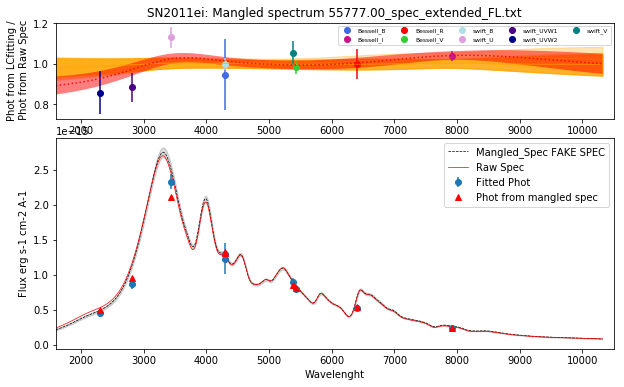 SN2011ei: Mangled spectrum 55777.00_spec_extended_FL.txt
Phot from LCfitting /
Phot from Raw Spec
1.2
1.0
0.8
Bessell_B
Bessell_I
Bessell_R
Bessell_V
swift_B
swift_U
swift_UVW1
swift_UVW2
swift_V
2000 3000 4000 5000 6000 7000 8000 9000 10000
Flux erg s-1 cm-2 A-1
2.5
2.0
1.5
1.0
0.5
0.0
Mangled_Spec FAKE SPEC
Raw Spec
Fitted Phot
Phot from mangled spec
2000 3000 4000 5000 6000 7000 8000 9000 10000
Wavelenght